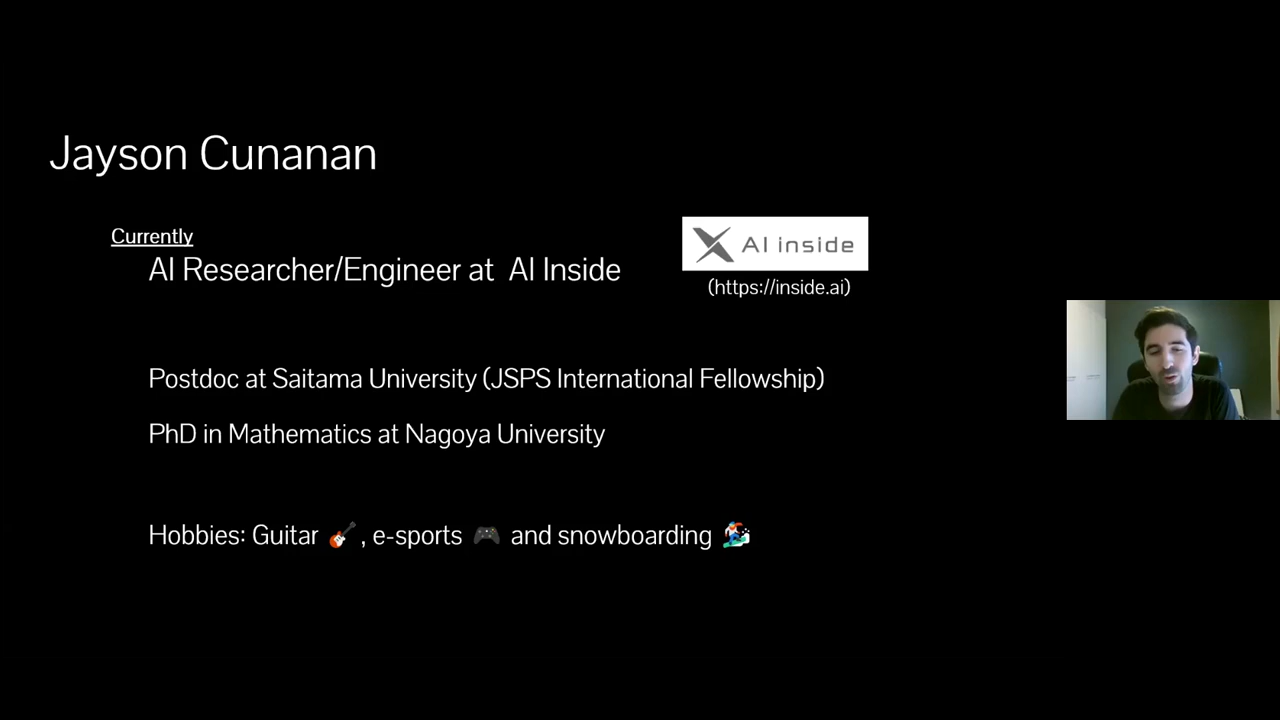 Jayson Cunanan
Currently
AI Researcher/Engineer at AI Inside
AI inside
(https://inside.ai)
Postdoc at Saitama University (JSPS International Fellowship)
PhD in Mathematics at Nagoya University
Hobbies: Guitar 🎸 , e-sports 🎮 and snowboarding 🏂